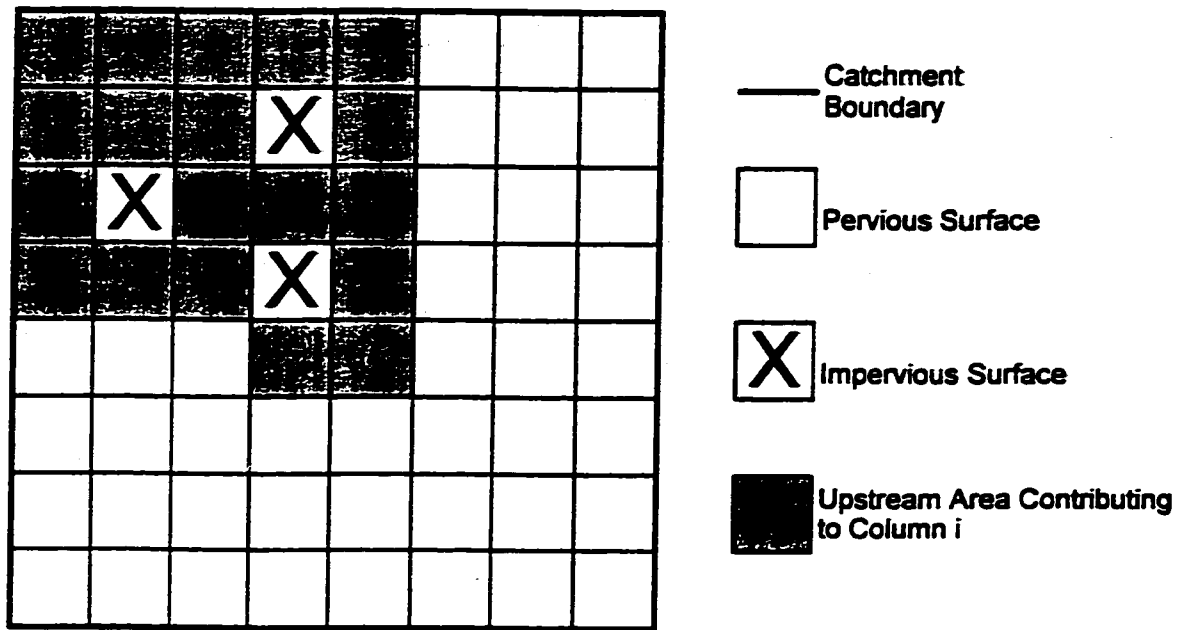 X
X
X
Catchment
Boundary
Pervious Surface
X
Impervious Surface
Upstream Area Contributing
to Column i